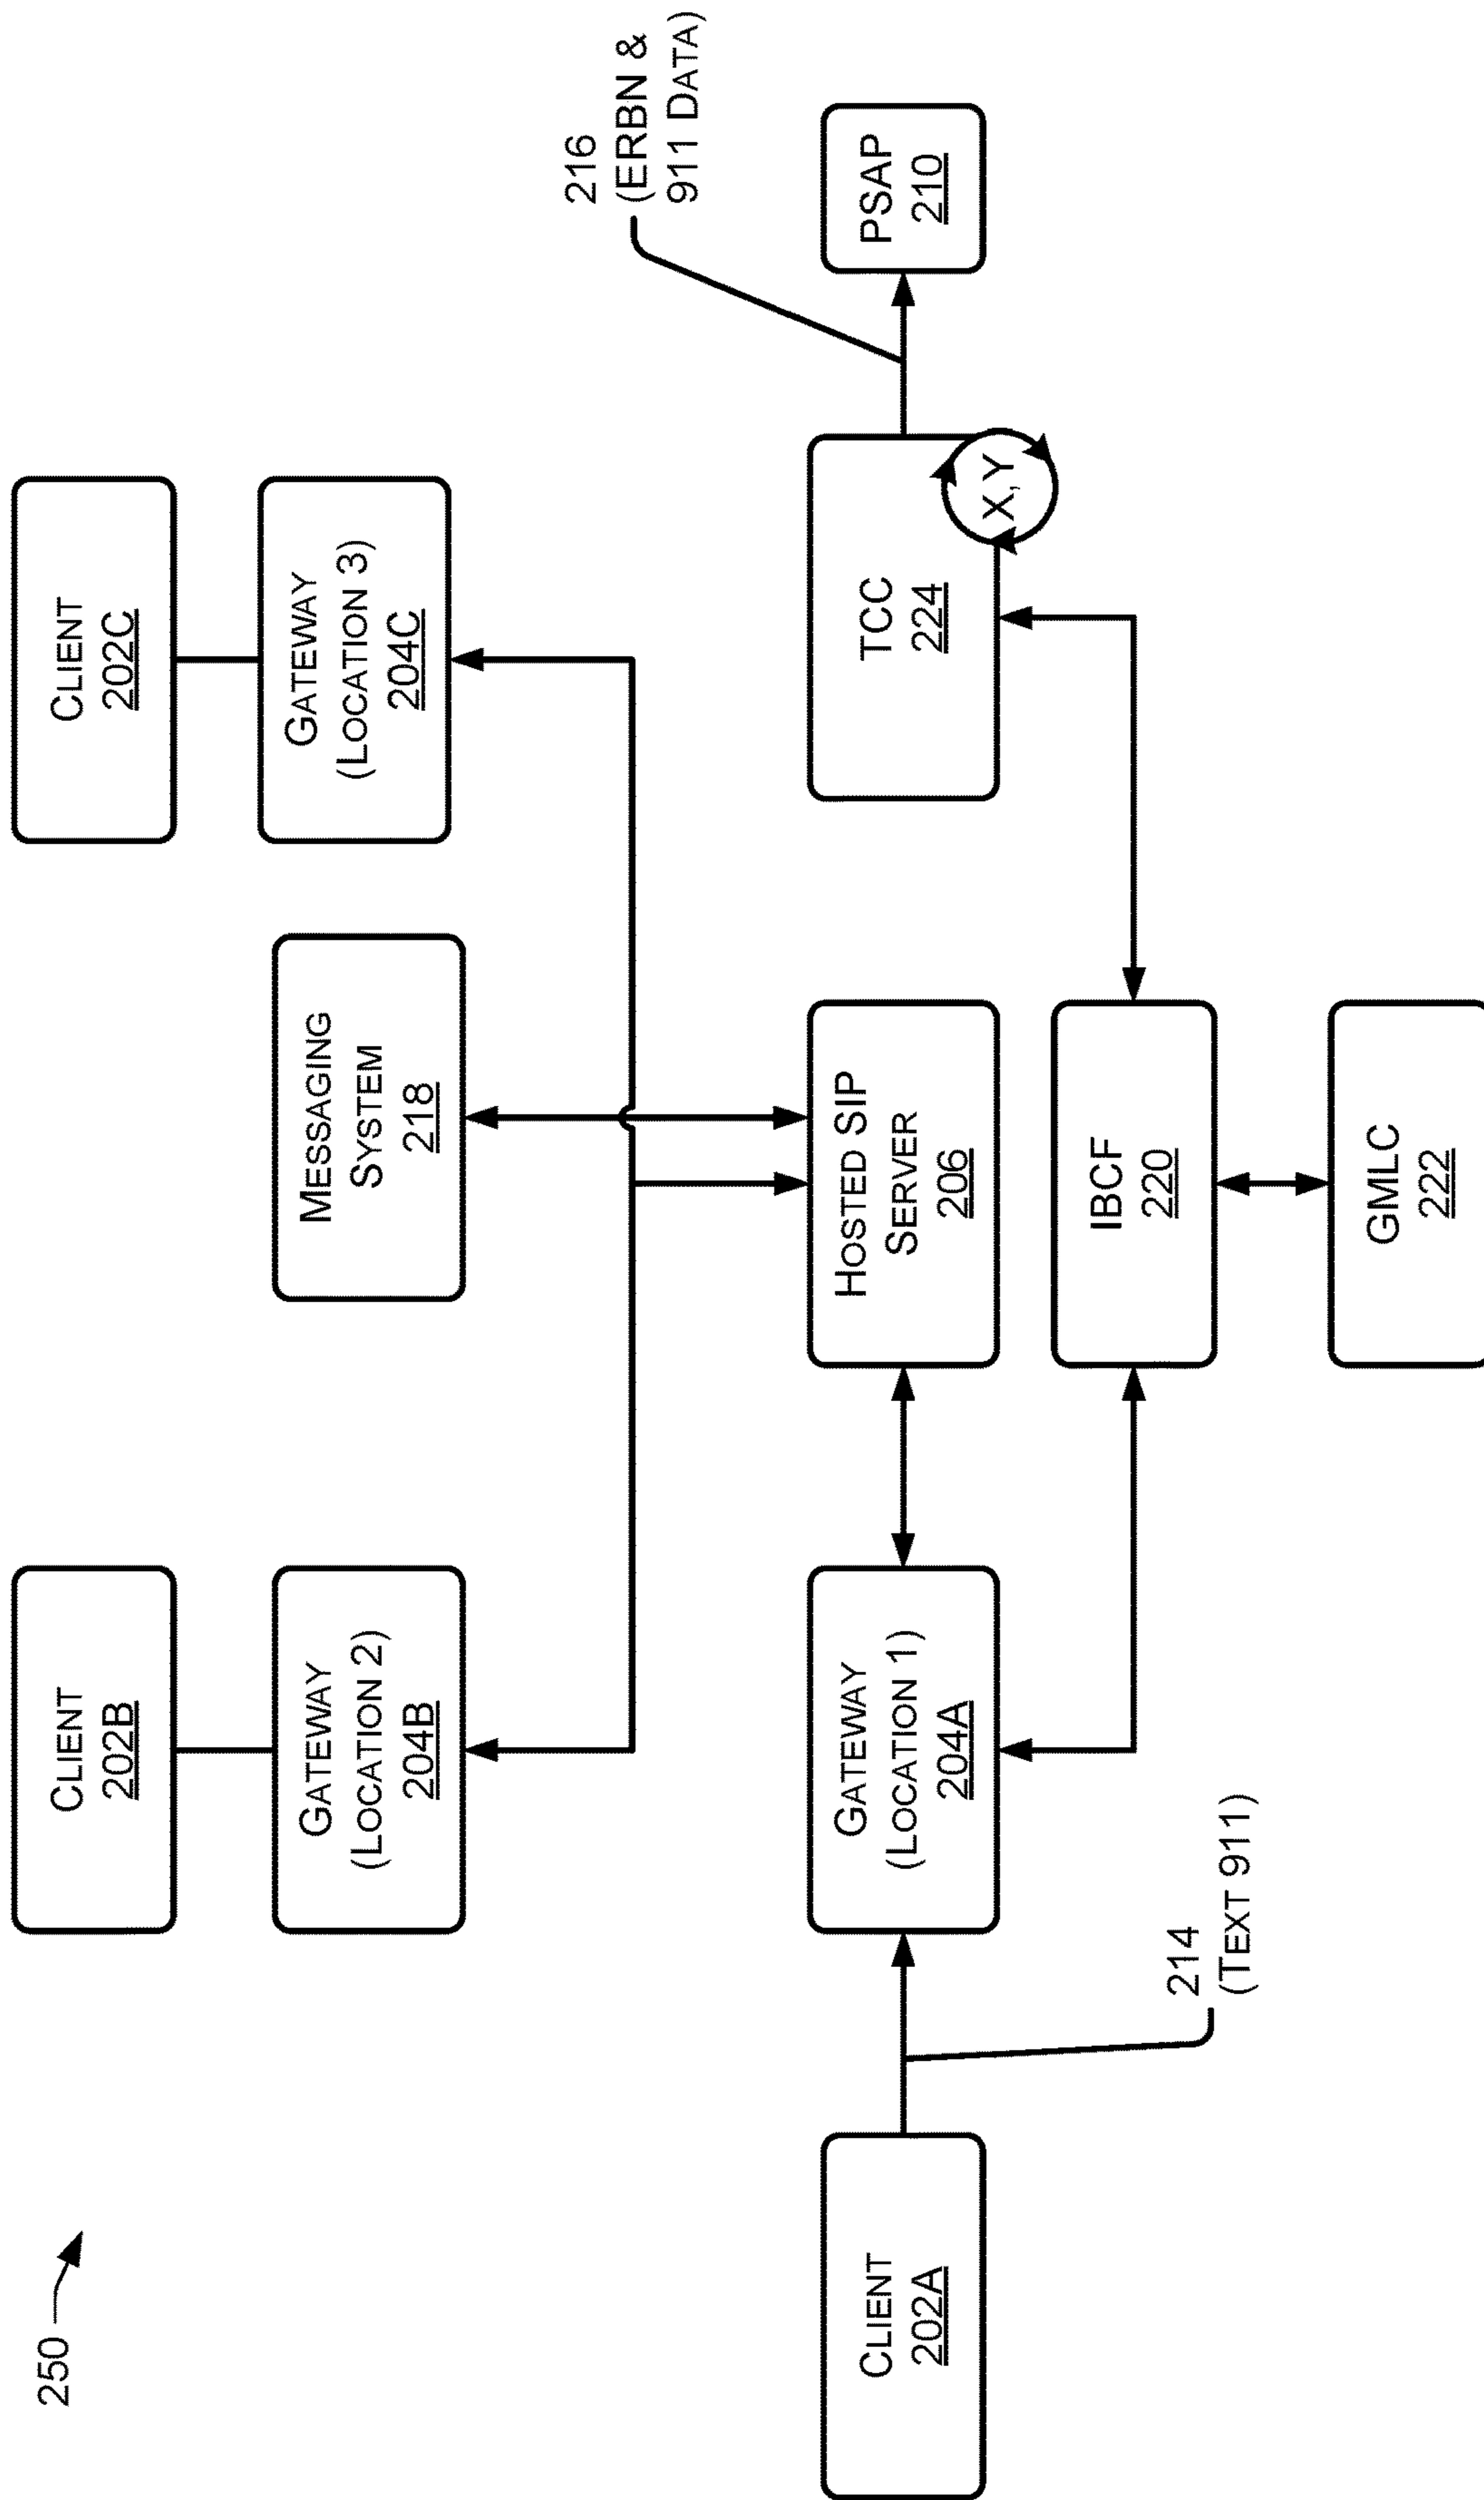 250
CLIENT
202B
CLIENT
202C
GATEWAY
(LOCATION 2)
204B
MESSAGING
SYSTEM
218
GATEWAY
(LOCATION 3)
204C
216
(ERBN &
911 DATA)
CLIENT
202A
GATEWAY
(LOCATION 1)
204A
HOSTED SIP
SERVER
206
TCC
224
X,Y
PSAP
210
214
(TEXT 911)
IBCF
220
GMLC
222